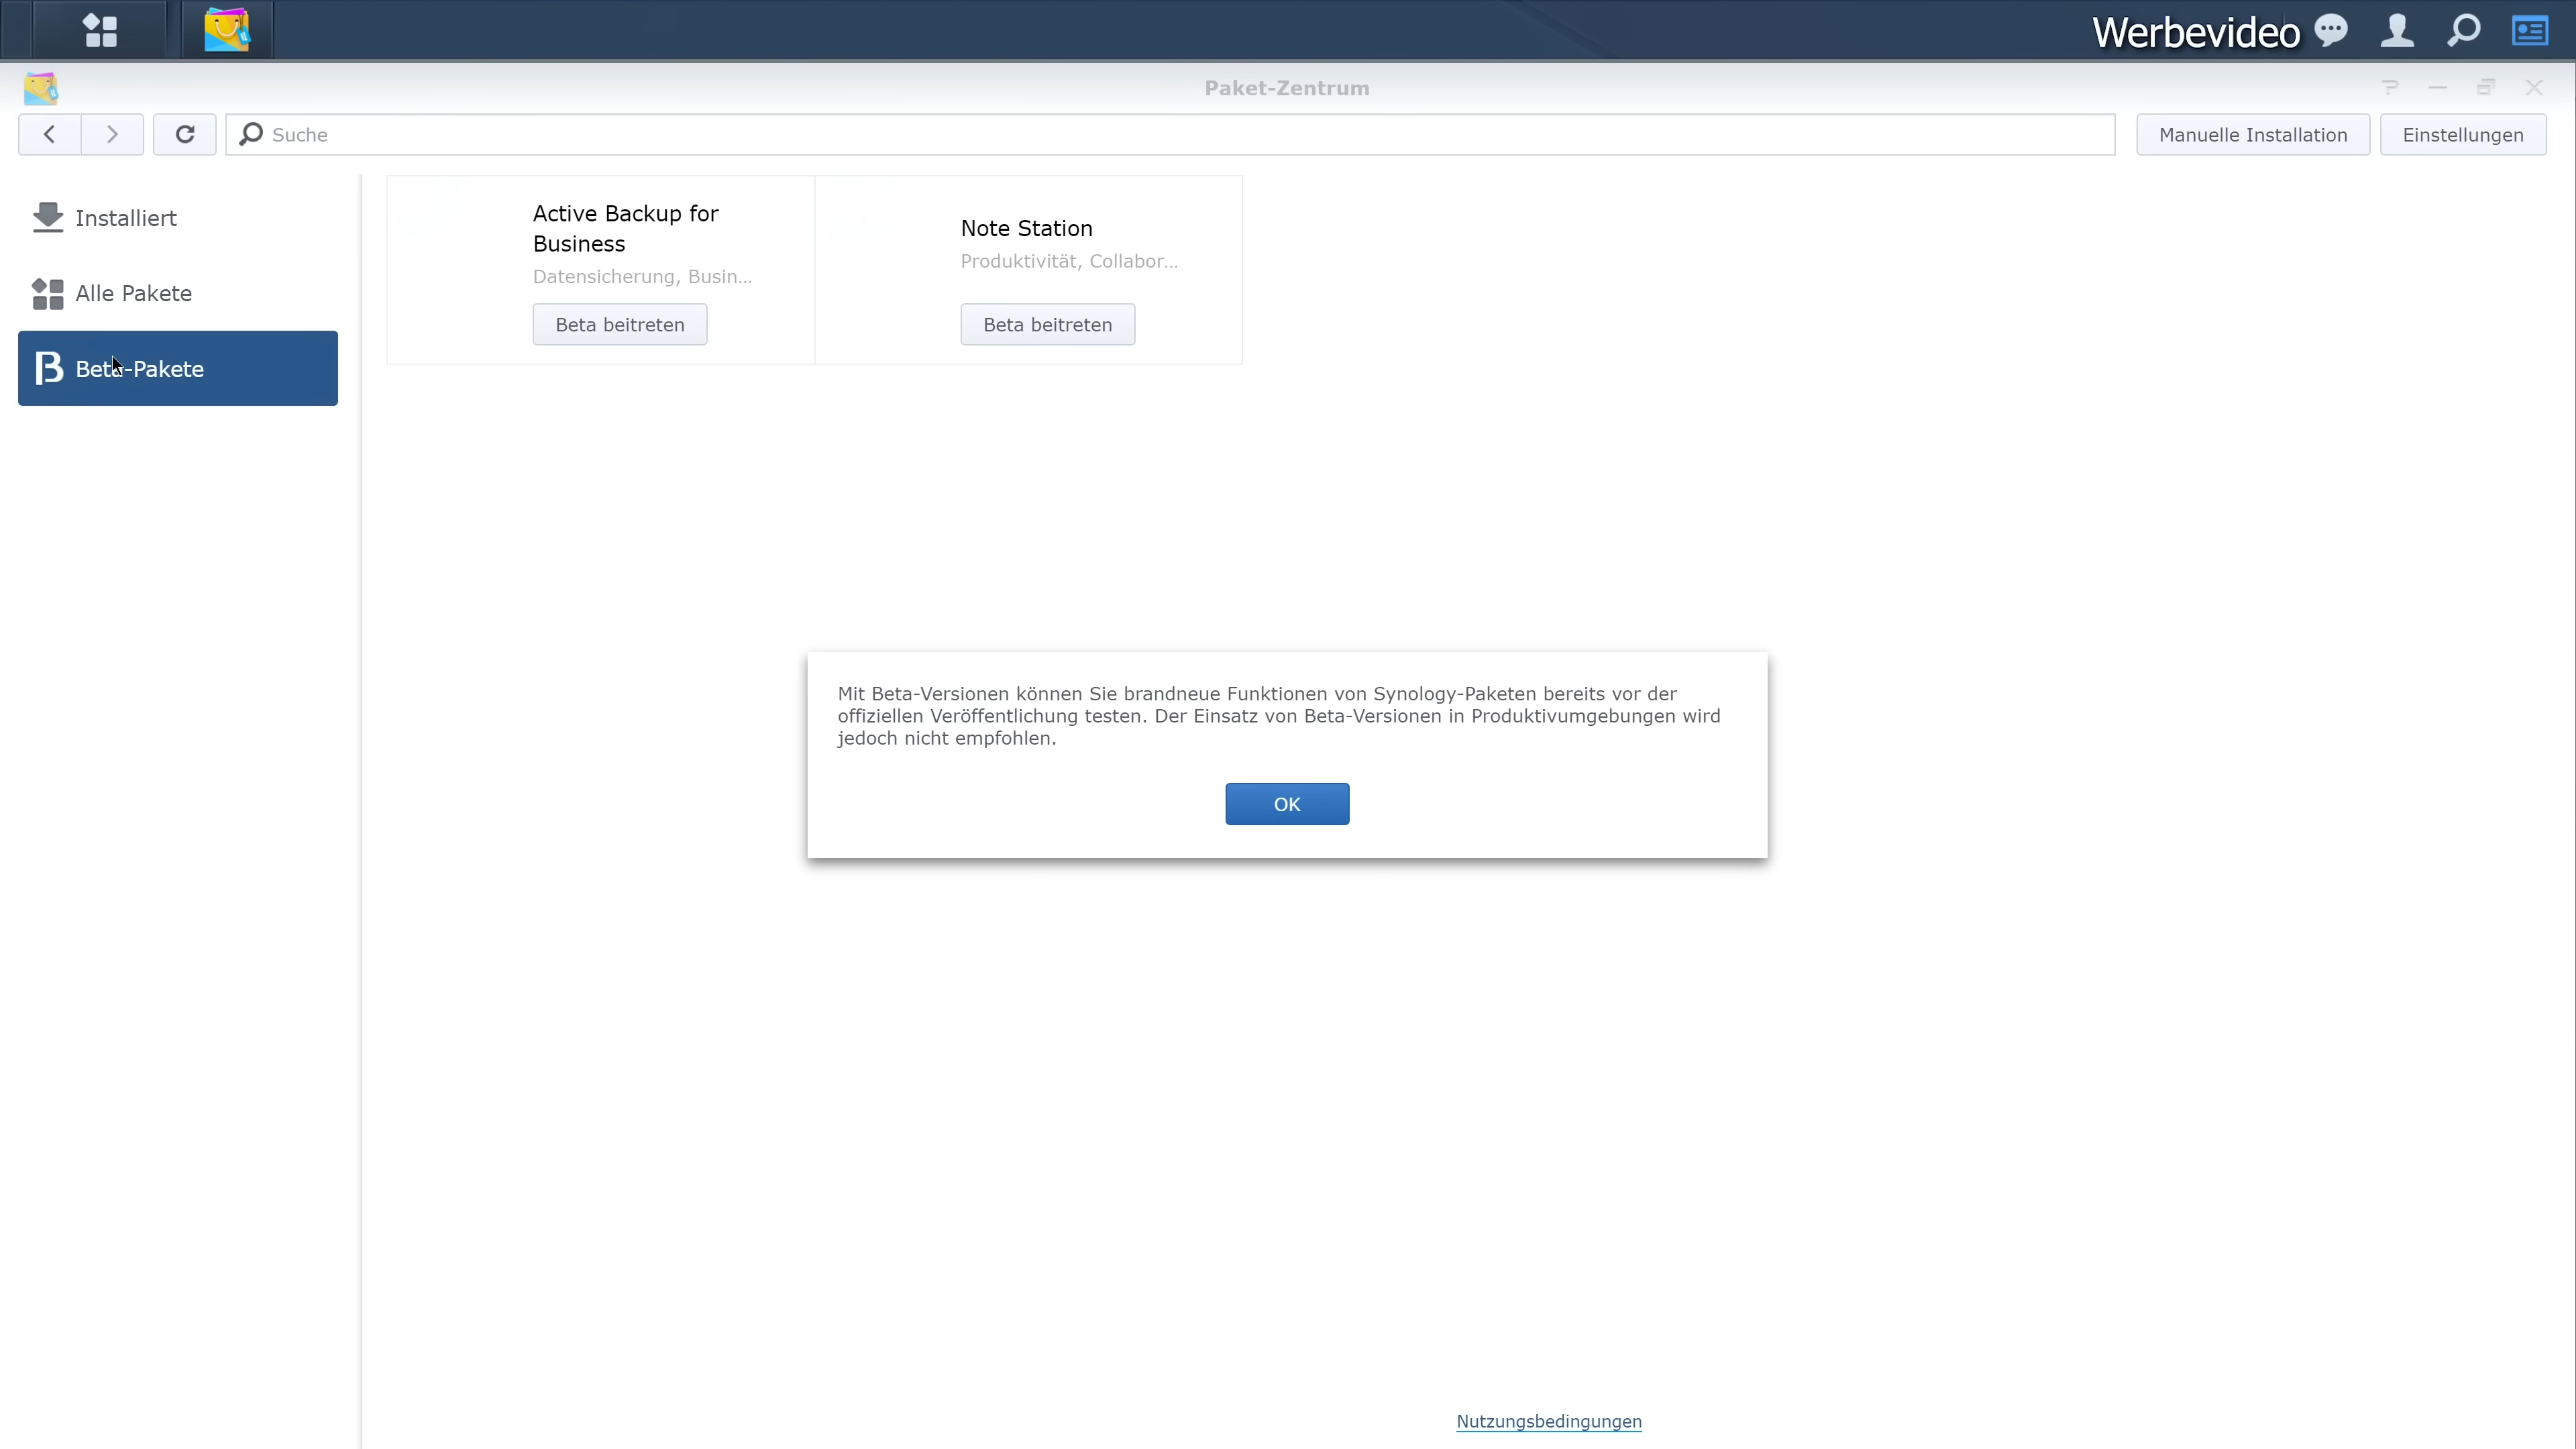 Werbevideo
Paket-Zentrum
Suche
Manuelle Installation
Einstellungen
Installiert
Alle Pakete
Beta-Pakete
Active Backup for
Business
Datensicherung, Busin...
Beta beitreten
Note Station
Produktivität, Collabor...
Beta beitreten
Mit Beta-Versionen können Sie brandneue Funktionen von Synology-Paketen bereits vor der
offiziellen Veröffentlichung testen. Der Einsatz von Beta-Versionen in Produktivumgebungen wird
jedoch nicht empfohlen.
OK
Nutzungsbedingungen